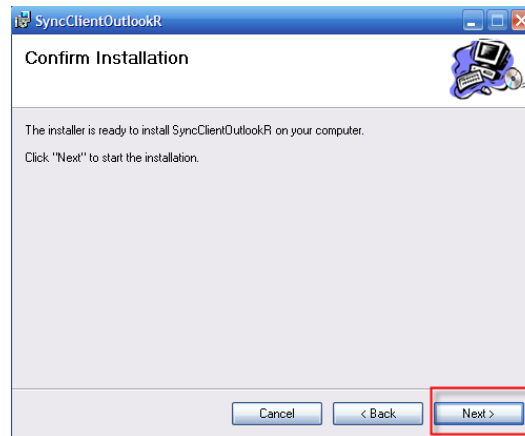 SyncClientOutlookR
Confirm Installation
The installer is ready to install SyncClientOutlookR on your computer.
Click "Next" to start the installation.
Cancel
< Back
Next >